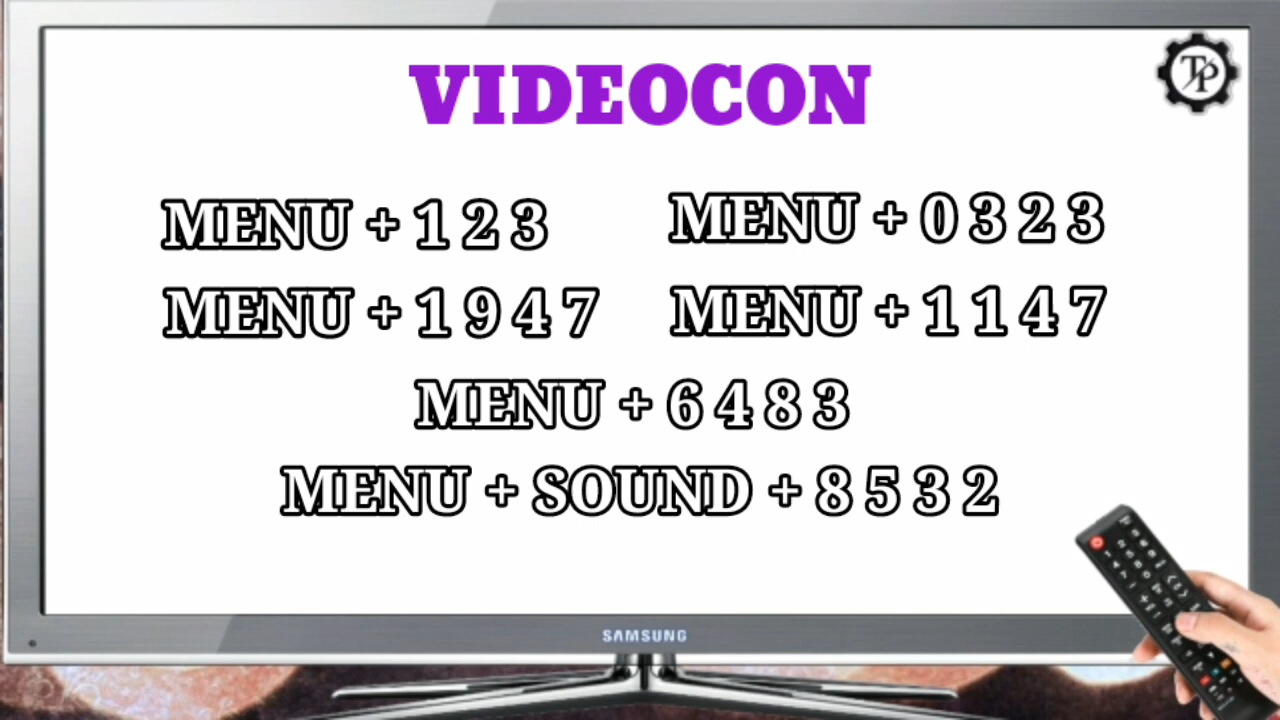 VIDEOCON
TP
MENU + 1 2 3
MENU + 0 3 2 3
MENU + 1 9 4 7
MENU + 1 1 4 7
MENU + 6 4 8 3
MENU + SOUND + 8 5 3 2
SAMSUNG